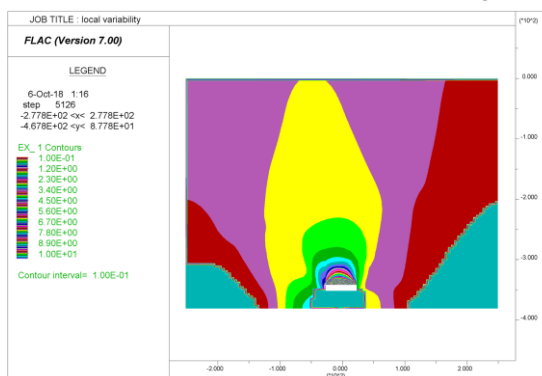 JOB TITLE : local variability
(*10^2)
FLAC (Version 7.00)
LEGEND
6-Oct-18 1:16
step 5126
-2.778E+02 <x< 2.778E+02
-4.678E+02 <y< 8.778E+01
EX_ 1 Contours
1.00E-01
1.20E+00
2.30E+00
3.40E+00
4.50E+00
5.60E+00
6.70E+00
7.80E+00
8.90E+00
1.00E+01
Contour interval= 1.00E-01
0.000
-1.000
-2.000
-3.000
-4.000
-2.000 -1.000 0.000 1.000 2.000
(*10^2)